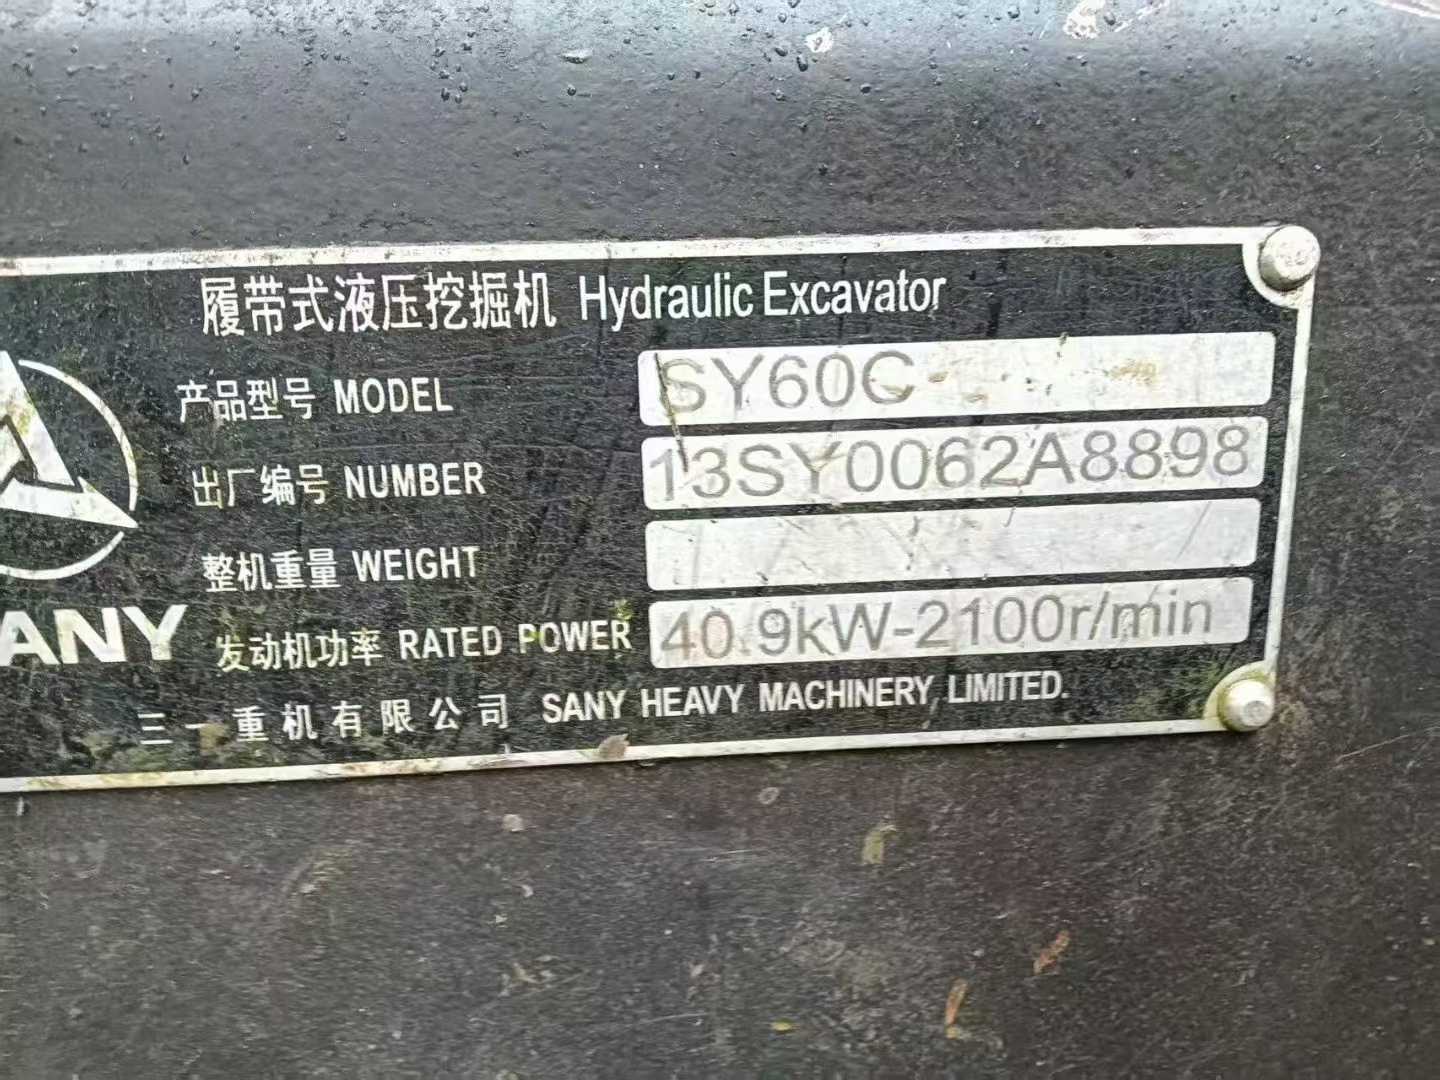 履带式液压挖掘机 Hydraulic Excavator
产品型号 MODEL SY60C
出厂编号 NUMBER 13SY0062A8898
整机重量 WEIGHT
ANY
发动机功率 RATED POWER 40.9kW-2100r/min
三一重机有限公司 SANY HEAVY MACHINERY LIMITED.